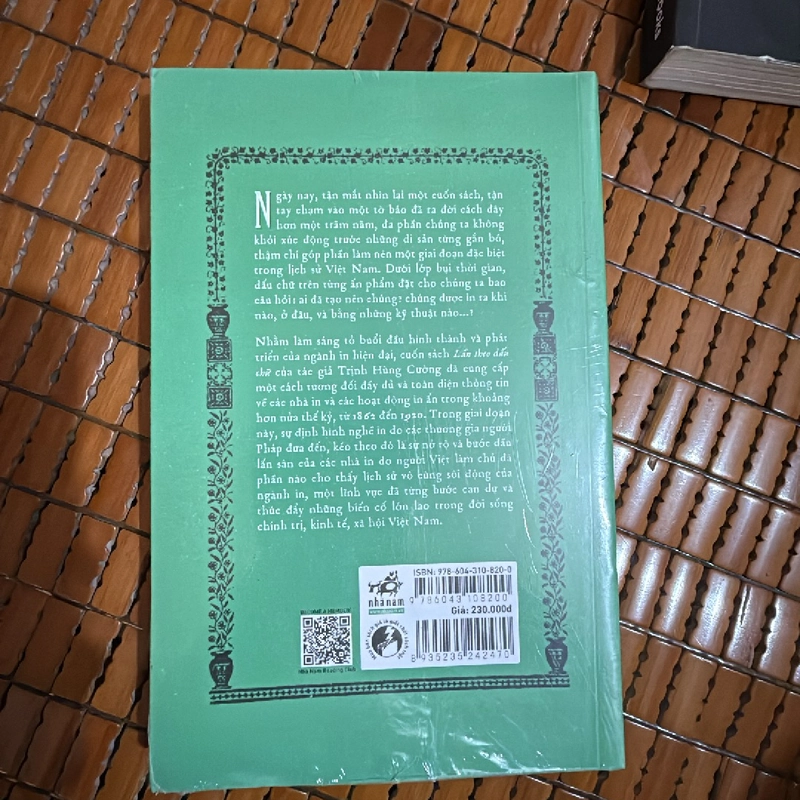 Ngày nay, tận mắt nhìn lại một cuốn sách, tận
tay chạm vào một tờ báo đã ra đời cách đây
hơn một trăm năm, đa phần chúng ta không
khỏi xúc động trước những di sản từng gắn bó,
thậm chí góp phần làm nên một giai đoạn đặc biệt
trong lịch sử Việt Nam. Dưới lớp bụi thời gian,
dấu chữ trên từng ấn phẩm đặt cho chúng ta bao
câu hỏi: ai đã tạo nên chúng? chúng được in ra khi
nào, ở đâu, và bằng những kỹ thuật nào...?
Nhằm làm sáng tỏ buổi đầu hình thành và phát
triển của ngành in hiện đại, cuốn sách Lần theo dấu
chữ của tác giả Trịnh Hùng Cường đã cung cấp
một cách tương đối đầy đủ và toàn diện thông tin
về các nhà in và các hoạt động in ấn trong khoảng
hơn nửa thế kỷ, từ 1862 đến 1920. Trong giai đoạn
này, sự định hình nghề in do các thương gia người
Pháp đưa đến, kéo theo đó là sự nở rộ và bước đầu
lấn sân của các nhà in do người Việt làm chủ đã
phần nào cho thấy lịch sử vô cùng sôi động của
ngành in, một lĩnh vực đã từng bước can dự và
thúc đẩy những biến cố lớn lao trong đời sống
chính trị, kinh tế, xã hội Việt Nam.
ISBN: 978-604-310-820-0
9 786043 108200
nhã nam
Giá: 230.000đ
8 935235 242470